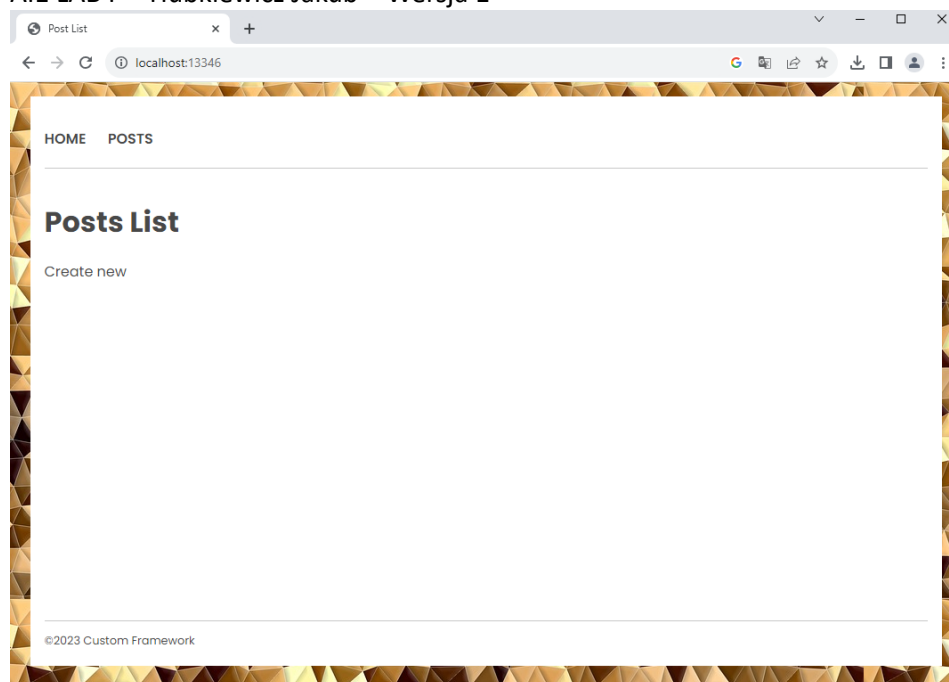 Post List
localhost:13346
HOME POSTS
Posts List
Create new
©2023 Custom Framework